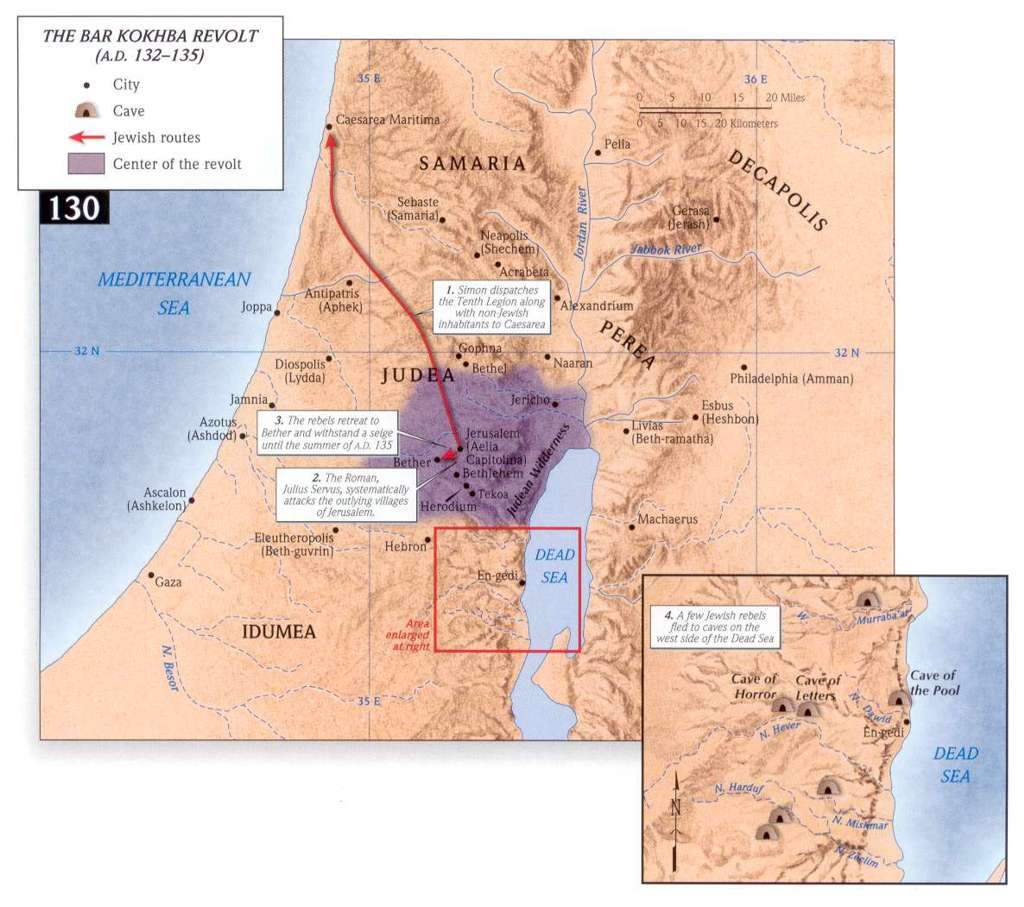 THE BAR KOKHBA REVOLT
(A.D. 132–135)
City
Cave
Jewish routes
Center of the revolt
130
35 E
36 E
0 5 10 15 20 Miles
0 5 10 15 20 Kilometers
Caesarea Maritima
SAMARIA
Pella
DECAPOLIS
Sebaste
(Samaria)
Jordan River
Gerasa
(Jerash)
Neapolis
(Shechem)
Jabbok River
Acrabeta
MEDITERRANEAN
SEA
Antipatris
(Aphek)
1. Simon dispatches
the Tenth Legion along
with non-Jewish
inhabitants to Caesarea
Alexandrium
Joppa
PEREA
32 N
32 N
Gophna
Bethel
Naaran
Diospolis
(Lydda)
JUDEA
Philadelphia (Amman)
Jamnia
Jericho
Esbus
(Heshbon)
Azotus
(Ashdod)
3. The rebels retreat to
Bether and withstand a seige
until the summer of A.D. 135
Livias
(Beth-ramatha)
Jerusalem
(Aelia
Capitolina)
Judean Wilderness
Bether
Bethlehem
2. The Roman,
Julius Servus, systematically
attacks the outlying villages
of Jerusalem.
Tekoa
Herodium
Ascalon
(Ashkelon)
Machaerus
Eleutheropolis
(Beth-guvrin)
Hebron
DEAD
SEA
En-gedi
Gaza
IDUMEA
Area
enlarged
at right
N. Besor
35 E
4. A few Jewish rebels
fled to caves on the
west side of the Dead Sea
W. Murraba'at
Cave of
Horror
Cave of
Letters
Cave of
the Pool
N. Dawid
En-gedi
N. Hever
DEAD
SEA
N
N. Harduf
N. Mishmar
N. Zeelim